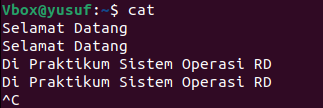 Vbox@yusuf:~$ cat
Selamat Datang
Selamat Datang
Di Praktikum Sistem Operasi RD
Di Praktikum Sistem Operasi RD
^C